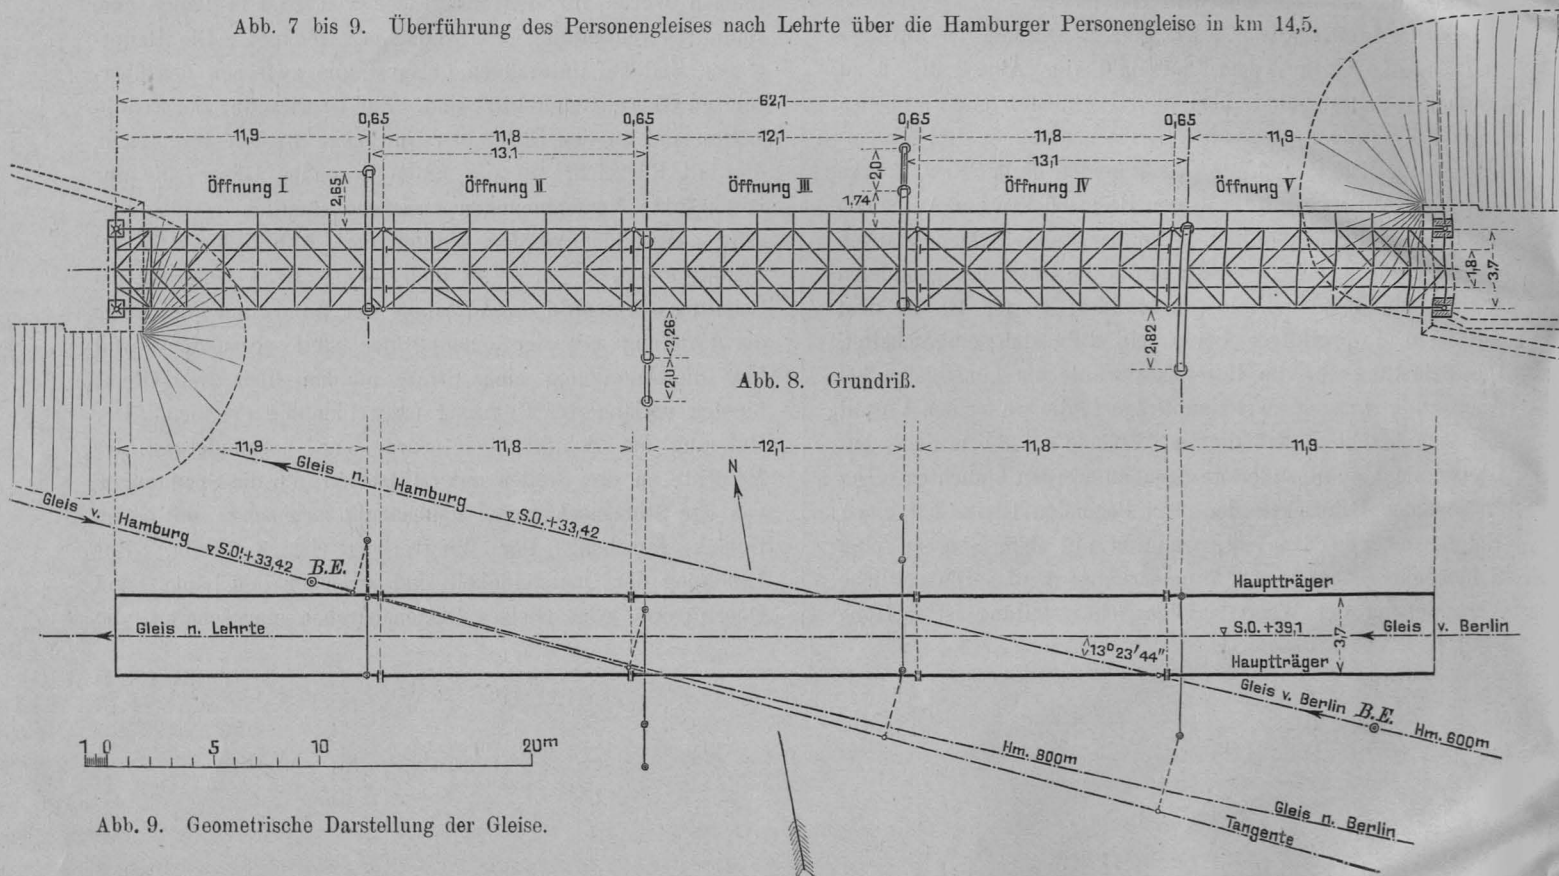 Abb. 7 bis 9. Überführung des Personengleises nach Lehrte über die Hamburger Personengleise in km 14,5.
62,1
0,65 0,65 0,65 0,65
11,9 11,8 12,1 11,8 11,9
13.1 13,1
Öffnung I Öffnung II Öffnung III Öffnung IV Öffnung V
2,65
2,0
1,74
1,8
3,7
2,26
2,0
2,82
Abb. 8. Grundriß.
11,9 11,8 12,1 11,8 11,9
N
Gleis n. Hamburg S.O.+33,42
Gleis v. Hamburg S.O.+33,42 B.E.
Hauptträger
Gleis n. Lehrte
S.O.+39,1 Gleis v. Berlin
3,7
13° 23′ 44″
Hauptträger
Gleis v. Berlin B.E. Hm. 600m
Hm. 800m
Gleis n. Berlin
Tangente
1 0 5 10 20m
Abb. 9. Geometrische Darstellung der Gleise.